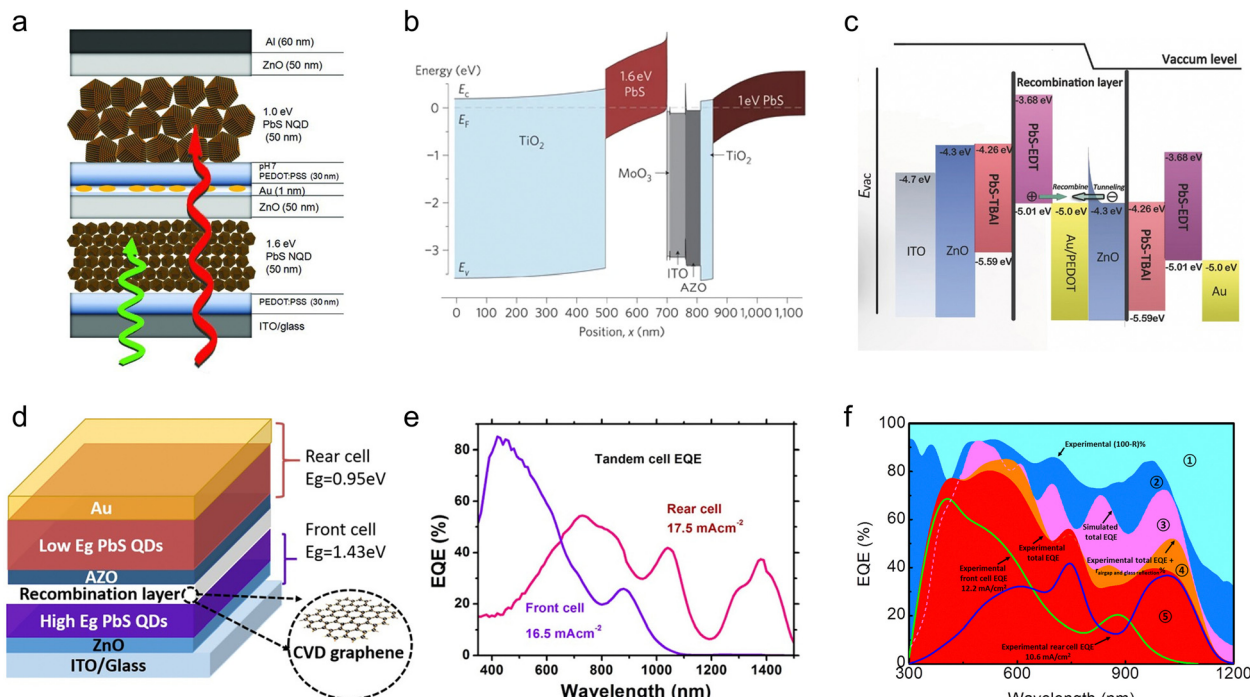 a
Al (60 nm)
ZnO (50 nm)
1.0 eV
PbS NQD
(50 nm)
pH 7
PEDOT:PSS (30 nm)
Au (1 nm)
ZnO (50 nm)
1.6 eV
PbS NQD
(50 nm)
PEDOT:PSS (30 nm)
ITO/glass
b
Energy (eV)
0
−1
−2
−3
Ec
EF
Ev
TiO2
1.6 eV
PbS
1 eV PbS
MoO3
TiO2
ITO
AZO
0 100 200 300 400 500 600 700 800 900 1,000 1,100
Position, x (nm)
c
Vaccum level
Recombination layer
Evac
-4.7 eV
ITO
-4.3 eV
ZnO
-4.26 eV
PbS-TBAI
-5.59 eV
-3.68 eV
PbS-EDT
Recombine
Tunneling
-5.01 eV
-5.0 eV
Au/PEDOT
-4.3 eV
ZnO
-4.26 eV
PbS-TBAI
-5.59eV
-3.68 eV
PbS-EDT
-5.01 eV
-5.0 eV
Au
d
Au
Low Eg PbS QDs
AZO
Recombination layer
High Eg PbS QDs
ZnO
ITO/Glass
Rear cell
Eg=0.95eV
Front cell
Eg=1.43eV
CVD graphene
e
EQE (%)
80
60
40
20
0
Tandem cell EQE
Rear cell
17.5 mAcm-2
Front cell
16.5 mAcm-2
400 600 800 1000 1200 1400
Wavelength (nm)
f
EQE (%)
100
80
60
40
20
0
Experimental (100-R)%
①
②
Simulated
total EQE
③
Experimental
total EQE
Experimental total EQE +
④
Experimental
front cell EQE
12.2 mA/cm2
⑤
Experimental rear cell EQE
10.6 mA/cm2
300 600 900 1200